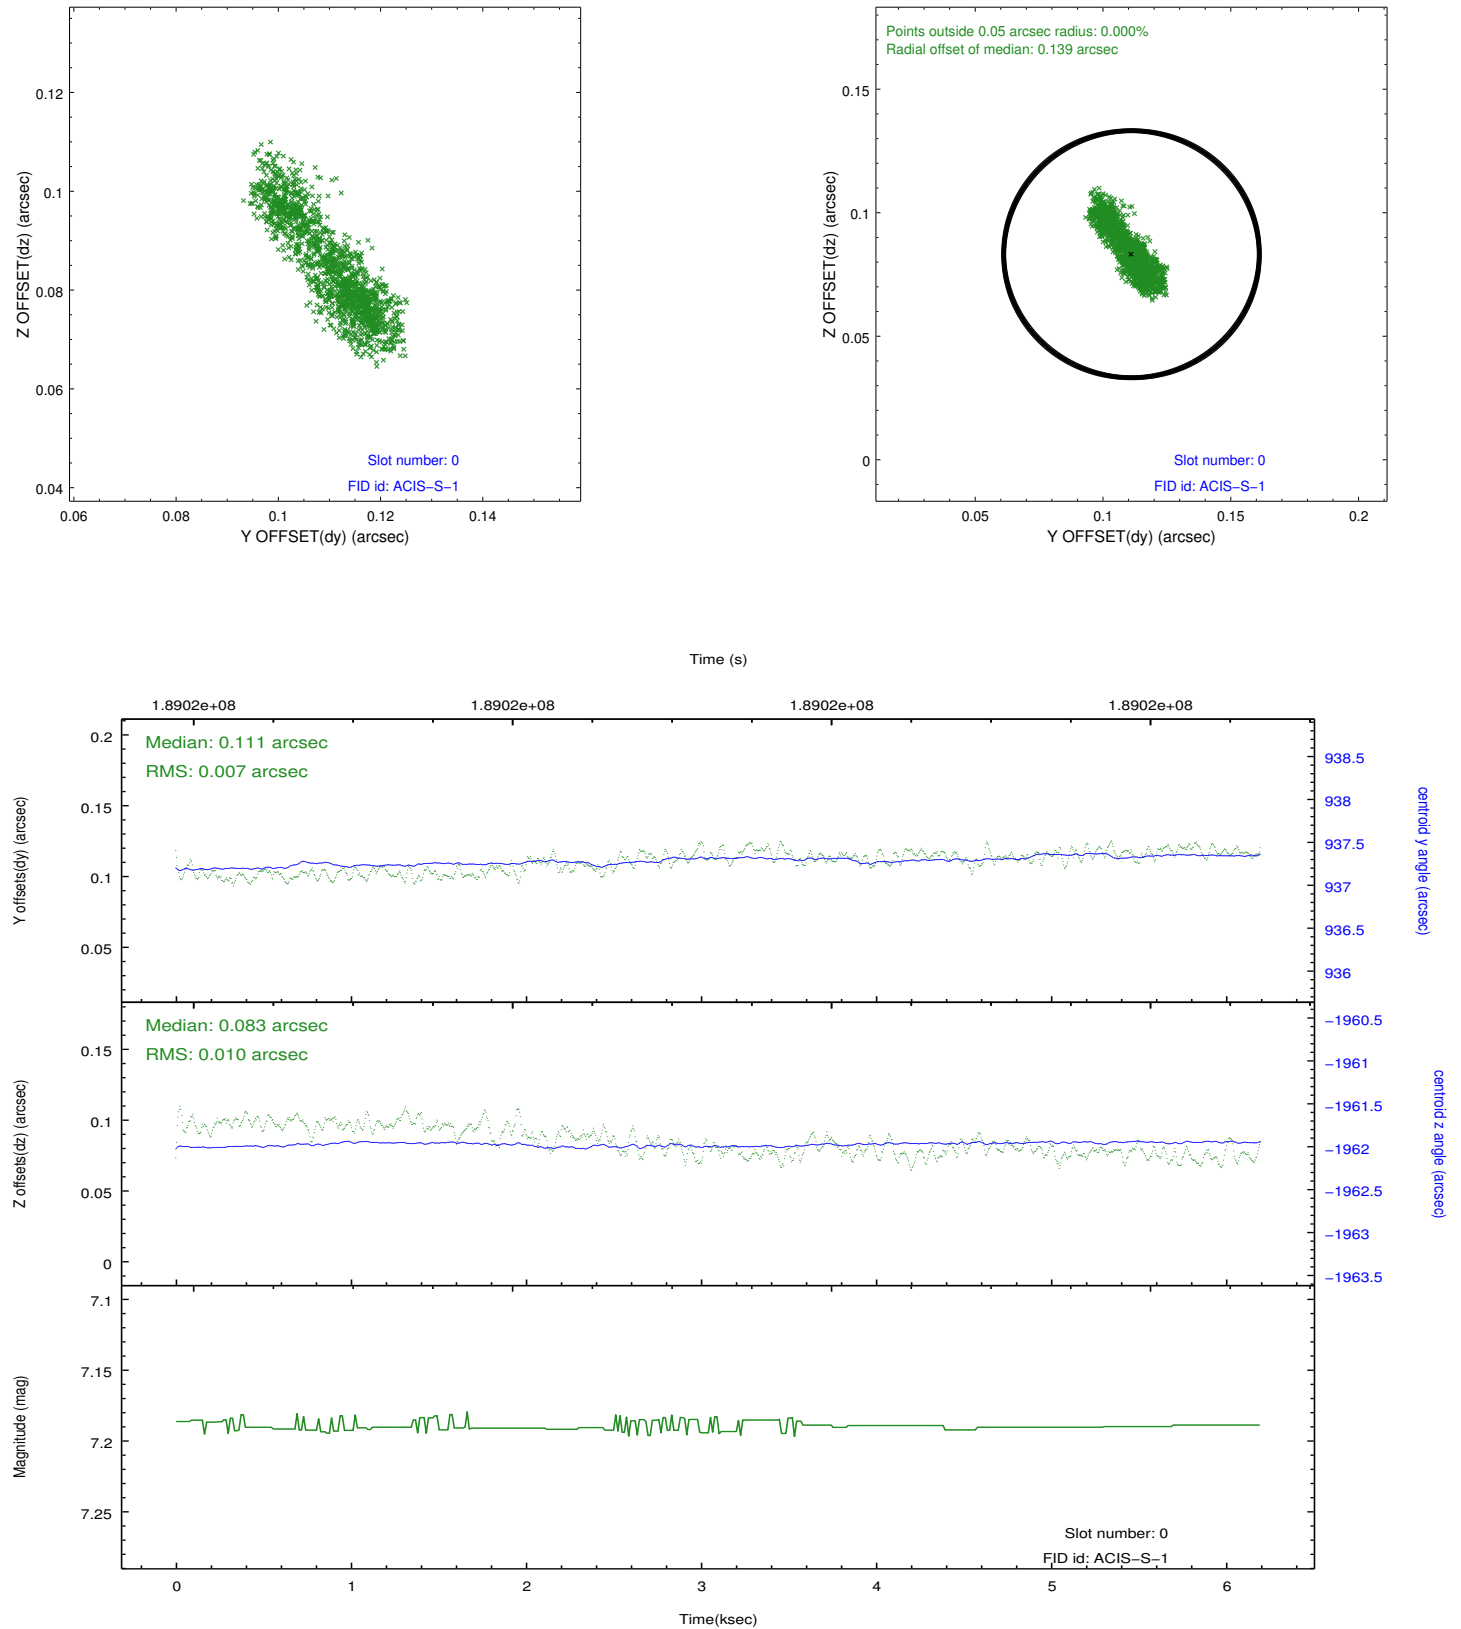 0.12
0.1
0.08
0.06
0.04
Z OFFSET(dz) (arcsec)
Slot number: 0
FID id: ACIS−S−1
0.06 0.08 0.1 0.12 0.14
Y OFFSET(dy) (arcsec)
Points outside 0.05 arcsec radius: 0.000%
Radial offset of median: 0.139 arcsec
0.15
0.1
0.05
0
Z OFFSET(dz) (arcsec)
Slot number: 0
FID id: ACIS−S−1
0.05 0.1 0.15 0.2
Y OFFSET(dy) (arcsec)
Time (s)
1.8902e+08 1.8902e+08 1.8902e+08 1.8902e+08
Median: 0.111 arcsec
RMS: 0.007 arcsec
0.2
0.15
0.1
0.05
Y offsets(dy) (arcsec)
938.5
938
937.5
937
936.5
936
centroid y angle (arcsec)
Median: 0.083 arcsec
RMS: 0.010 arcsec
0.15
0.1
0.05
0
Z offsets(dz) (arcsec)
−1960.5
−1961
−1961.5
−1962
−1962.5
−1963
−1963.5
centroid z angle (arcsec)
7.1
7.15
7.2
7.25
Magnitude (mag)
Slot number: 0
FID id: ACIS−S−1
0 1 2 3 4 5 6
Time(ksec)